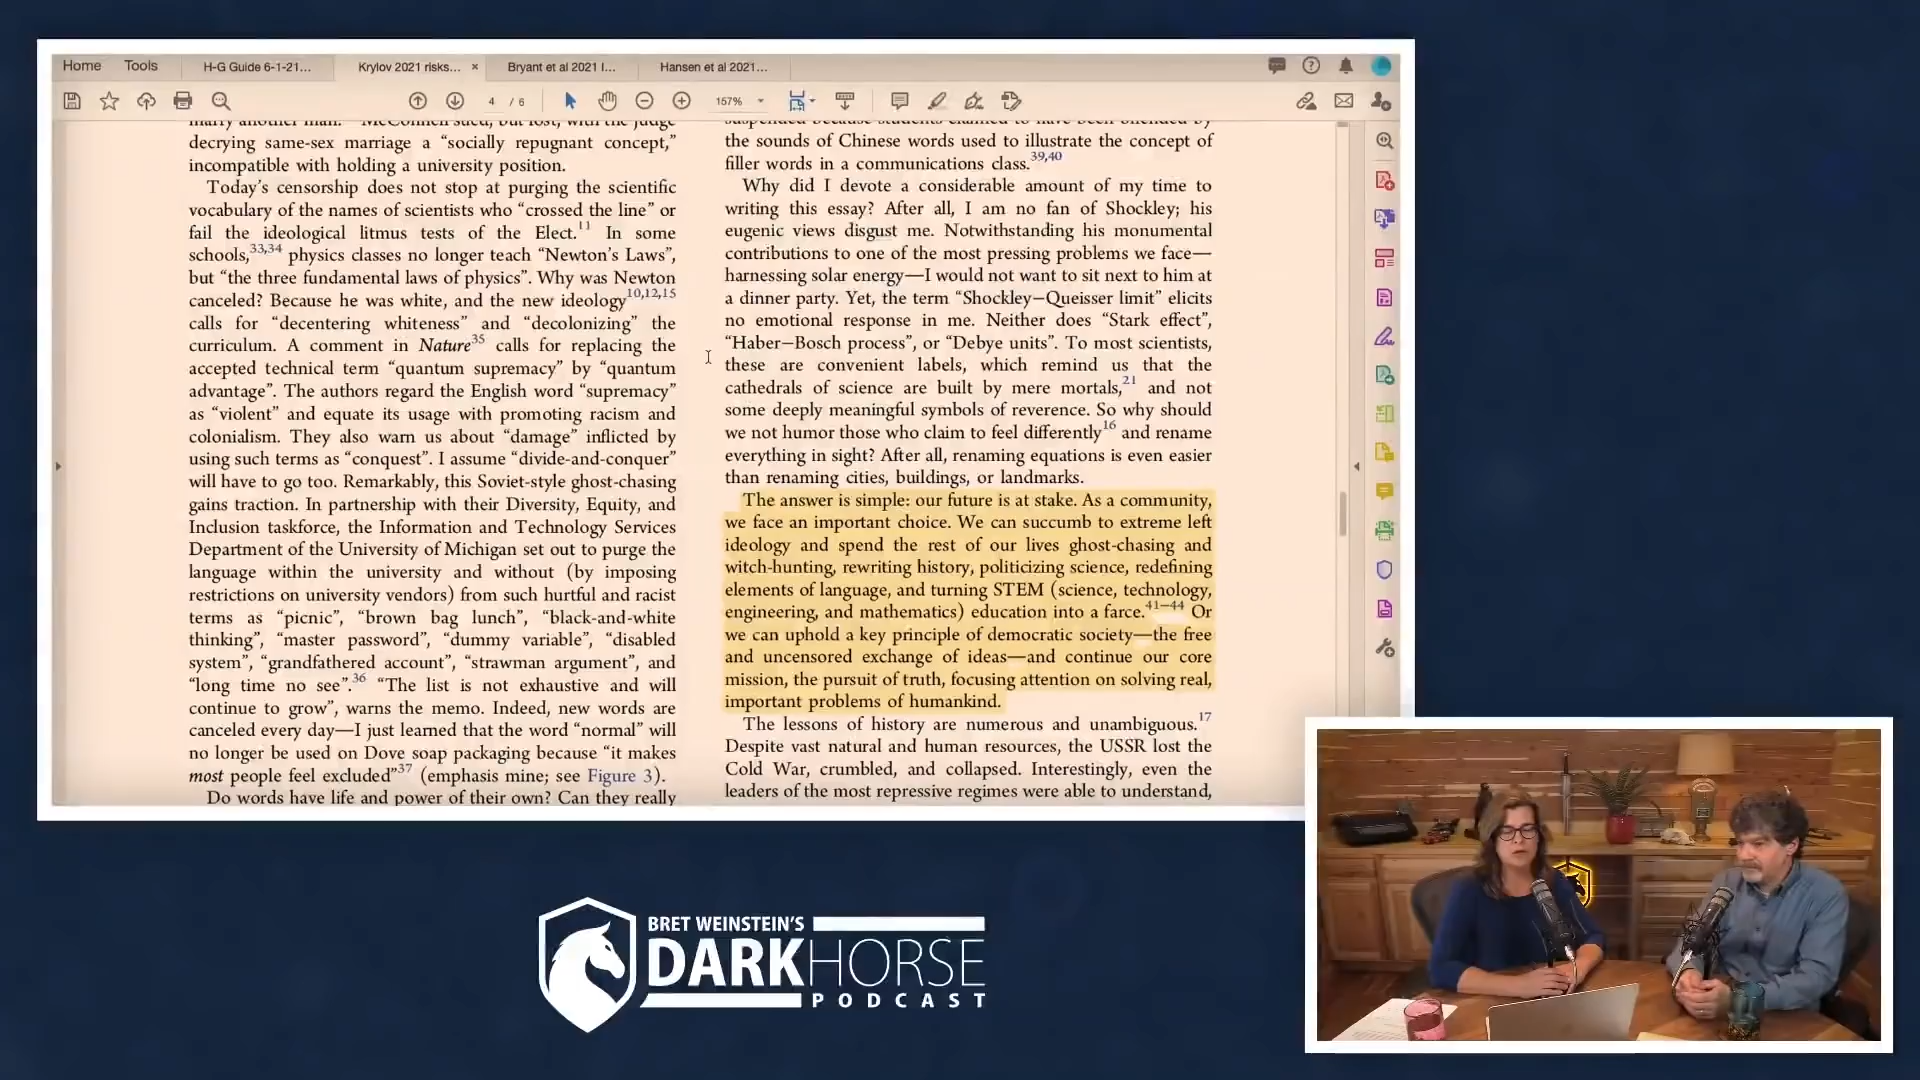 Home Tools H-G Guide 6-1-21... Krylov 2021 risks... × Bryant et al 2021 I... Hansen et al 2021...
4 / 6 157%
decrying same-sex marriage a “socially repugnant concept,”
incompatible with holding a university position.
Today’s censorship does not stop at purging the scientific
vocabulary of the names of scientists who “crossed the line” or
fail the ideological litmus tests of the Elect.11 In some
schools,33,34 physics classes no longer teach “Newton’s Laws”,
but “the three fundamental laws of physics”. Why was Newton
canceled? Because he was white, and the new ideology10,12,15
calls for “decentering whiteness” and “decolonizing” the
curriculum. A comment in Nature35 calls for replacing the
accepted technical term “quantum supremacy” by “quantum
advantage”. The authors regard the English word “supremacy”
as “violent” and equate its usage with promoting racism and
colonialism. They also warn us about “damage” inflicted by
using such terms as “conquest”. I assume “divide-and-conquer”
will have to go too. Remarkably, this Soviet-style ghost-chasing
gains traction. In partnership with their Diversity, Equity, and
Inclusion taskforce, the Information and Technology Services
Department of the University of Michigan set out to purge the
language within the university and without (by imposing
restrictions on university vendors) from such hurtful and racist
terms as “picnic”, “brown bag lunch”, “black-and-white
thinking”, “master password”, “dummy variable”, “disabled
system”, “grandfathered account”, “strawman argument”, and
“long time no see”.36 “The list is not exhaustive and will
continue to grow”, warns the memo. Indeed, new words are
canceled every day—I just learned that the word “normal” will
no longer be used on Dove soap packaging because “it makes
most people feel excluded”37 (emphasis mine; see Figure 3).
Do words have life and power of their own? Can they really
suspended because students claimed to have been offended by
the sounds of Chinese words used to illustrate the concept of
filler words in a communications class.39,40
Why did I devote a considerable amount of my time to
writing this essay? After all, I am no fan of Shockley; his
eugenic views disgust me. Notwithstanding his monumental
contributions to one of the most pressing problems we face—
harnessing solar energy—I would not want to sit next to him at
a dinner party. Yet, the term “Shockley−Queisser limit” elicits
no emotional response in me. Neither does “Stark effect”,
“Haber−Bosch process”, or “Debye units”. To most scientists,
these are convenient labels, which remind us that the
cathedrals of science are built by mere mortals,21 and not
some deeply meaningful symbols of reverence. So why should
we not humor those who claim to feel differently16 and rename
everything in sight? After all, renaming equations is even easier
than renaming cities, buildings, or landmarks.
The answer is simple: our future is at stake. As a community,
we face an important choice. We can succumb to extreme left
ideology and spend the rest of our lives ghost-chasing and
witch-hunting, rewriting history, politicizing science, redefining
elements of language, and turning STEM (science, technology,
engineering, and mathematics) education into a farce.41−44 Or
we can uphold a key principle of democratic society—the free
and uncensored exchange of ideas—and continue our core
mission, the pursuit of truth, focusing attention on solving real,
important problems of humankind.
The lessons of history are numerous and unambiguous.17
Despite vast natural and human resources, the USSR lost the
Cold War, crumbled, and collapsed. Interestingly, even the
leaders of the most repressive regimes were able to understand,
BRET WEINSTEIN’S
DARKHORSE
PODCAST